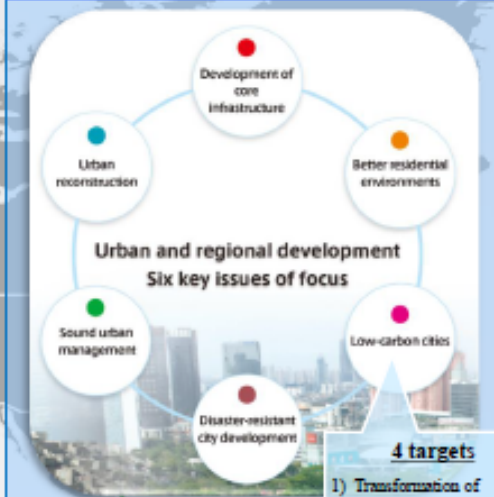 Development of
core
infrastructure
Urban
reconstruction
Better residential
environments
Urban and regional development
Six key issues of focus
Sound urban
management
Low-carbon cities
Disaster-resistant
city development
4 targets
1) Transformation of